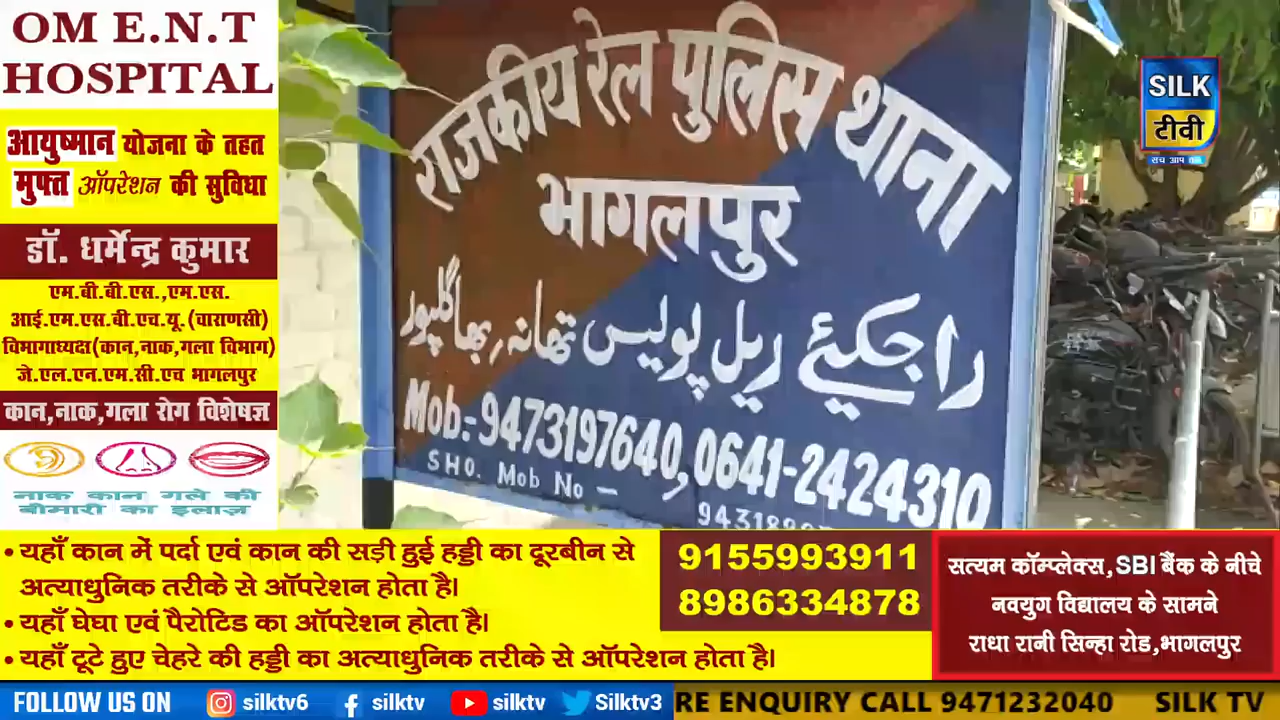 OM E.N.T
HOSPITAL
आयुष्मान योजना के तहत
मुफ्त ऑपरेशन की सुविधा
डॉ. धर्मेन्द्र कुमार
एम.बी.बी.एस.,एम.एस.
आई.एम.एस.बी.एच.यू.(वाराणसी)
विभागाध्यक्ष(कान,नाक,गला विभाग)
जे.एल.एन.एम.सी.एच भागलपुर
कान,नाक,गला रोग विशेषज्ञ
नाक कान गले की
बीमारी का इलाज़
राजकीय रेल पुलिस थाना
भागलपुर
راجکیۓ ریل پولیس تھانہ بھاگلپور
Mob:-9473197640,0641-2424310
SHO. Mob No –
SILK
टीवी
• यहाँ कान में पर्दा एवं कान की सड़ी हुई हड्डी का दूरबीन से
अत्याधुनिक तरीके से ऑपरेशन होता है।
• यहाँ घेघा एवं पैरोटिड का ऑपरेशन होता है।
• यहाँ टूटे हुए चेहरे की हड्डी का अत्याधुनिक तरीके से ऑपरेशन होता है।
9155993911
8986334878
सत्यम कॉम्प्लेक्स,SBI बैंक के नीचे
नवयुग विद्यालय के सामने
राधा रानी सिन्हा रोड,भागलपुर
FOLLOW US ON silktv6 silktv silktv Silktv3 RE ENQUIRY CALL 9471232040 SILK TV